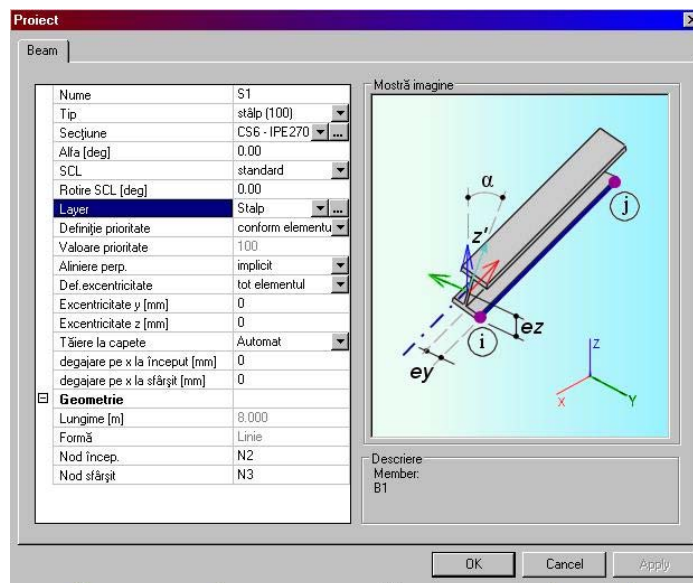 Proiect
Beam
Nume S1
Tip stâlp (100)
Secţiune CS6 - IPE270
Alfa [deg] 0.00
SCL standard
Rotire SCL [deg] 0.00
Layer Stalp
Definiţie prioritate conform elementu
Valoare prioritate 100
Aliniere perp. implicit
Def.excentricitate tot elementul
Excentricitate y [mm] 0
Excentricitate z [mm] 0
Tăiere la capete Automat
degajare pe x la început [mm] 0
degajare pe x la sfârşit [mm] 0
Geometrie
Lungime [m] 8.000
Formă Linie
Nod încep. N2
Nod sfârşit N3
Mostră imagine
α
j
z'
ez
i
ey
z
x
Y
Descriere
Member:
B1
OK Cancel Apply